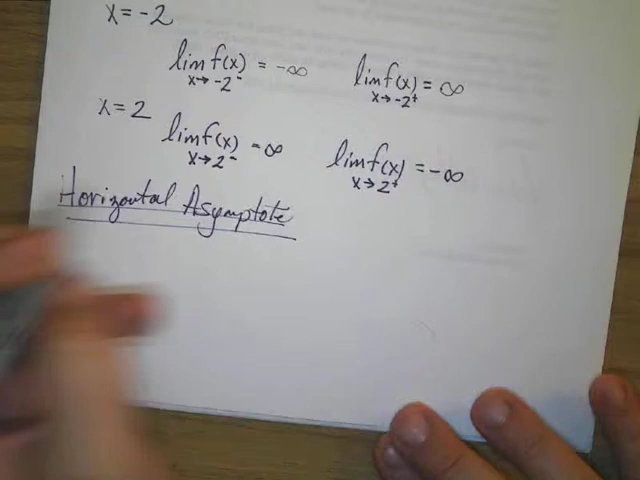 x = -2
lim f(x) = -∞ lim f(x) = ∞
x→-2⁻ x→-2⁺
x = 2
lim f(x) = ∞ lim f(x) = -∞
x→2⁻ x→2⁺
Horizontal Asymptote